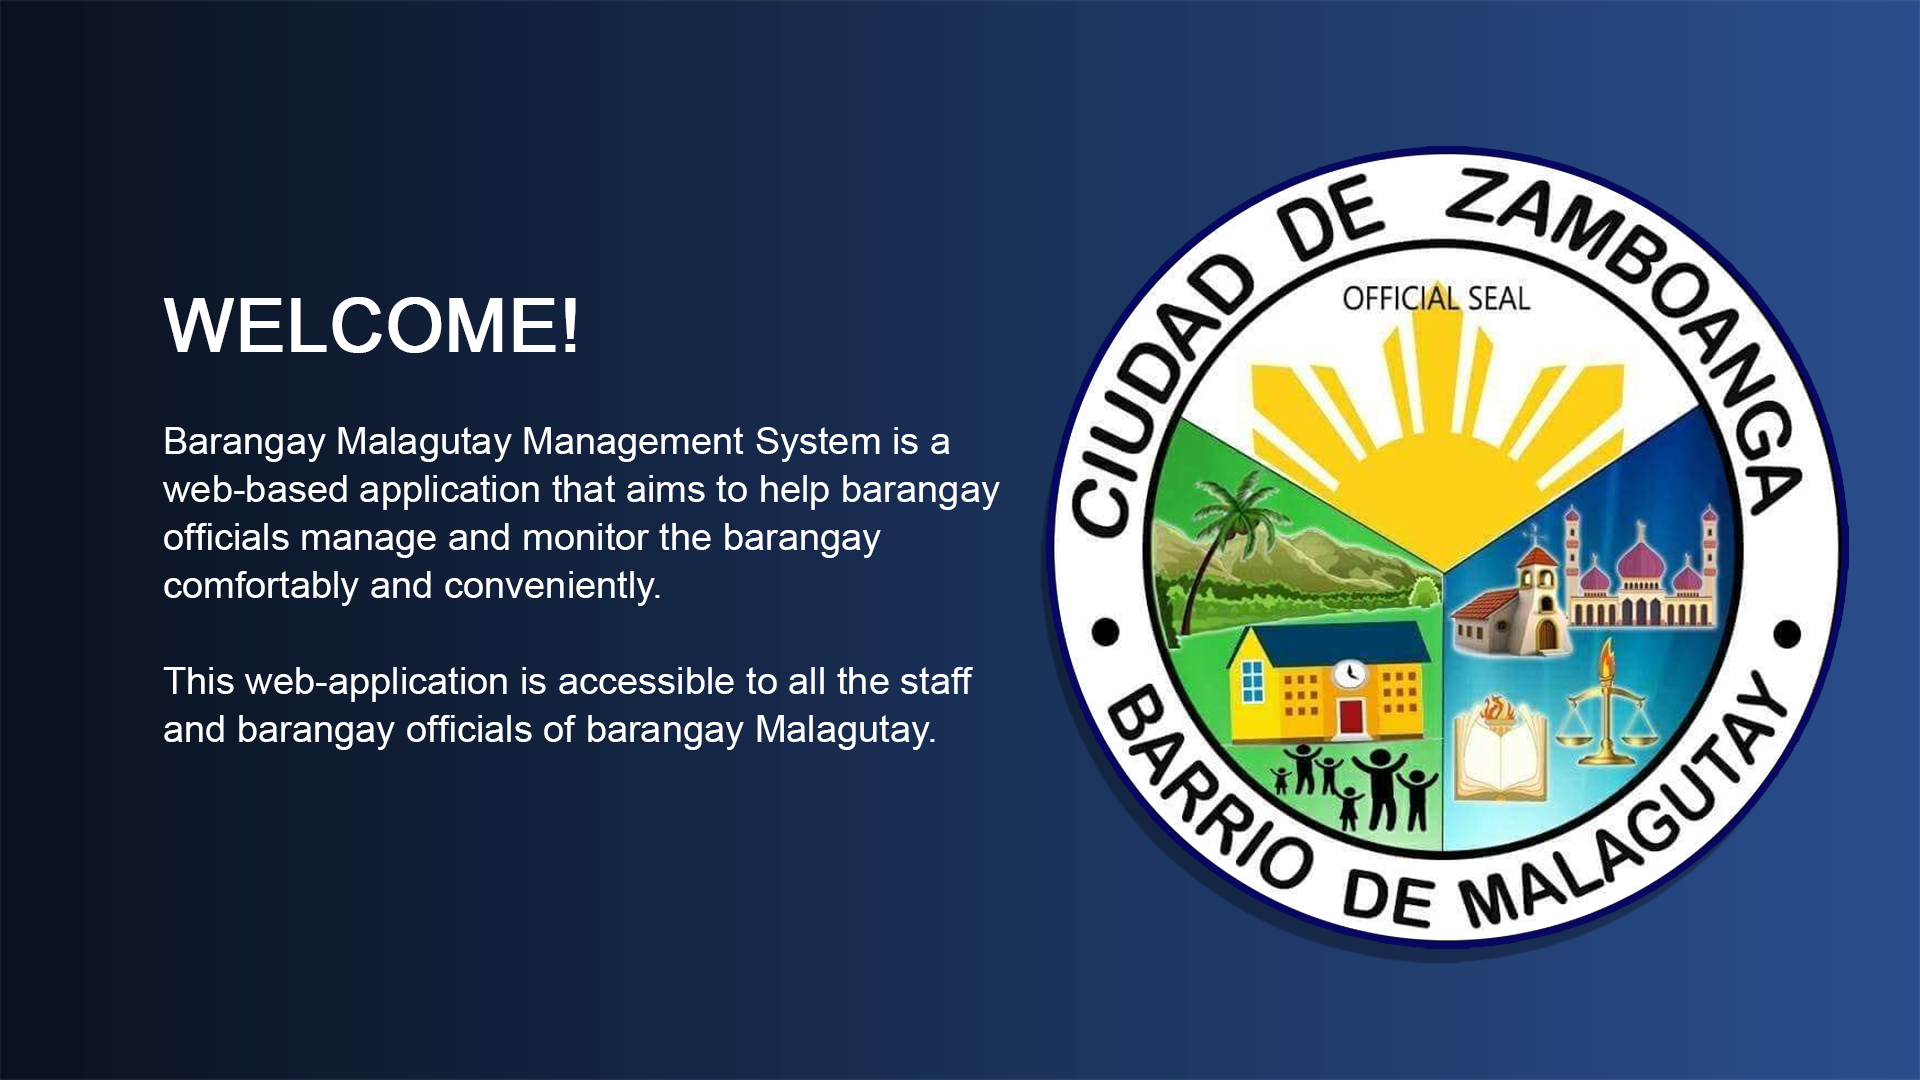 WELCOME!
Barangay Malagutay Management System is a
web-based application that aims to help barangay
officials manage and monitor the barangay
comfortably and conveniently.
This web-application is accessible to all the staff
and barangay officials of barangay Malagutay.
CIUDAD DE ZAMBOANGA
OFFICIAL SEAL
• BARRIO DE MALAGUTAY •